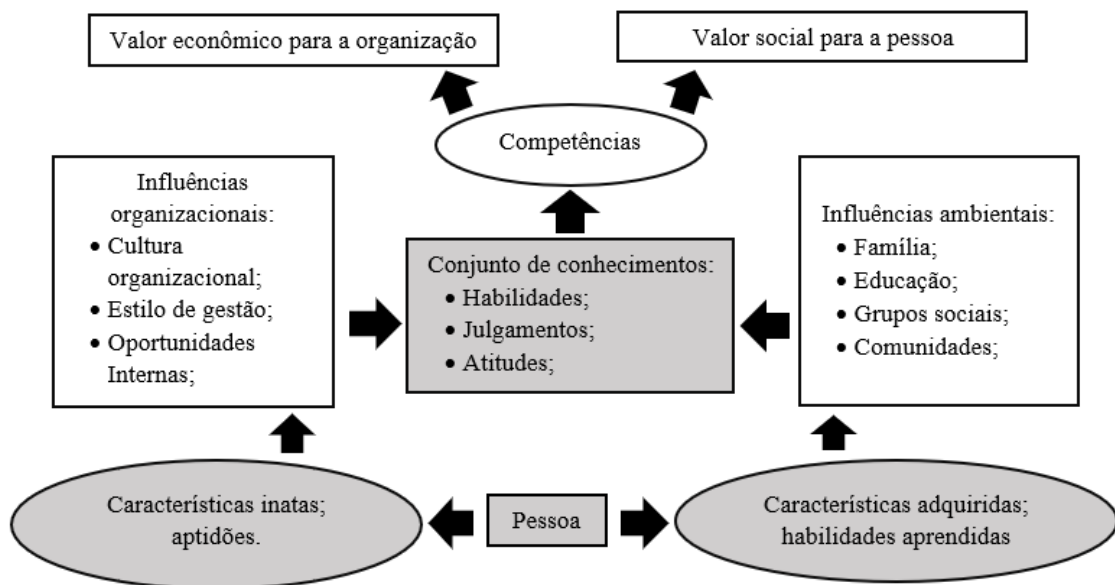 Valor econômico para a organização
Valor social para a pessoa
Competências
Influências
organizacionais:
• Cultura
organizacional;
• Estilo de gestão;
• Oportunidades
Internas;
Conjunto de conhecimentos:
• Habilidades;
• Julgamentos;
• Atitudes;
Influências ambientais:
• Família;
• Educação;
• Grupos sociais;
• Comunidades;
Características inatas;
aptidões.
Pessoa
Características adquiridas;
habilidades aprendidas